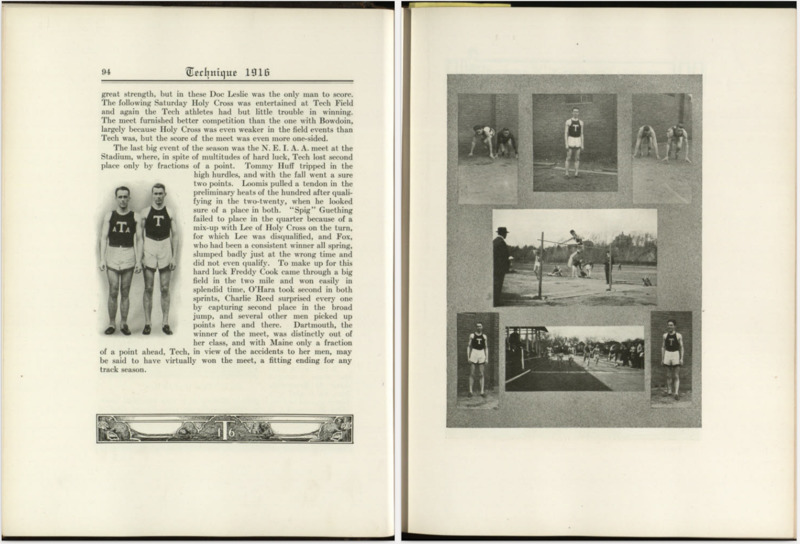 94
Technique 1916
great strength, but in these Doc Leslie was the only man to score.
The following Saturday Holy Cross was entertained at Tech Field
and again the Tech athletes had but little trouble in winning.
The meet furnished better competition than the one with Bowdoin,
largely because Holy Cross was even weaker in the field events than
Tech was, but the score of the meet was even more one-sided.
The last big event of the season was the N. E. I. A. A. meet at the
Stadium, where, in spite of multitudes of hard luck, Tech lost second
place only by fractions of a point. Tommy Huff tripped in the
high hurdles, and with the fall went a sure
two points. Loomis pulled a tendon in the
preliminary heats of the hundred after quali-
fying in the two-twenty, when he looked
sure of a place in both. "Spig" Guething
failed to place in the quarter because of a
mix-up with Lee of Holy Cross on the turn,
for which Lee was disqualified, and Fox,
who had been a consistent winner all spring,
slumped badly just at the wrong time and
did not even qualify. To make up for this
hard luck Freddy Cook came through a big
field in the two mile and won easily in
splendid time, O'Hara took second in both
sprints, Charlie Reed surprised every one
by capturing second place in the broad
jump, and several other men picked up
points here and there. Dartmouth, the
winner of the meet, was distinctly out of
her class, and with Maine only a fraction
of a point ahead, Tech, in view of the accidents to her men, may
be said to have virtually won the meet, a fitting ending for any
track season.
ATA
T
1T6
T
T
T